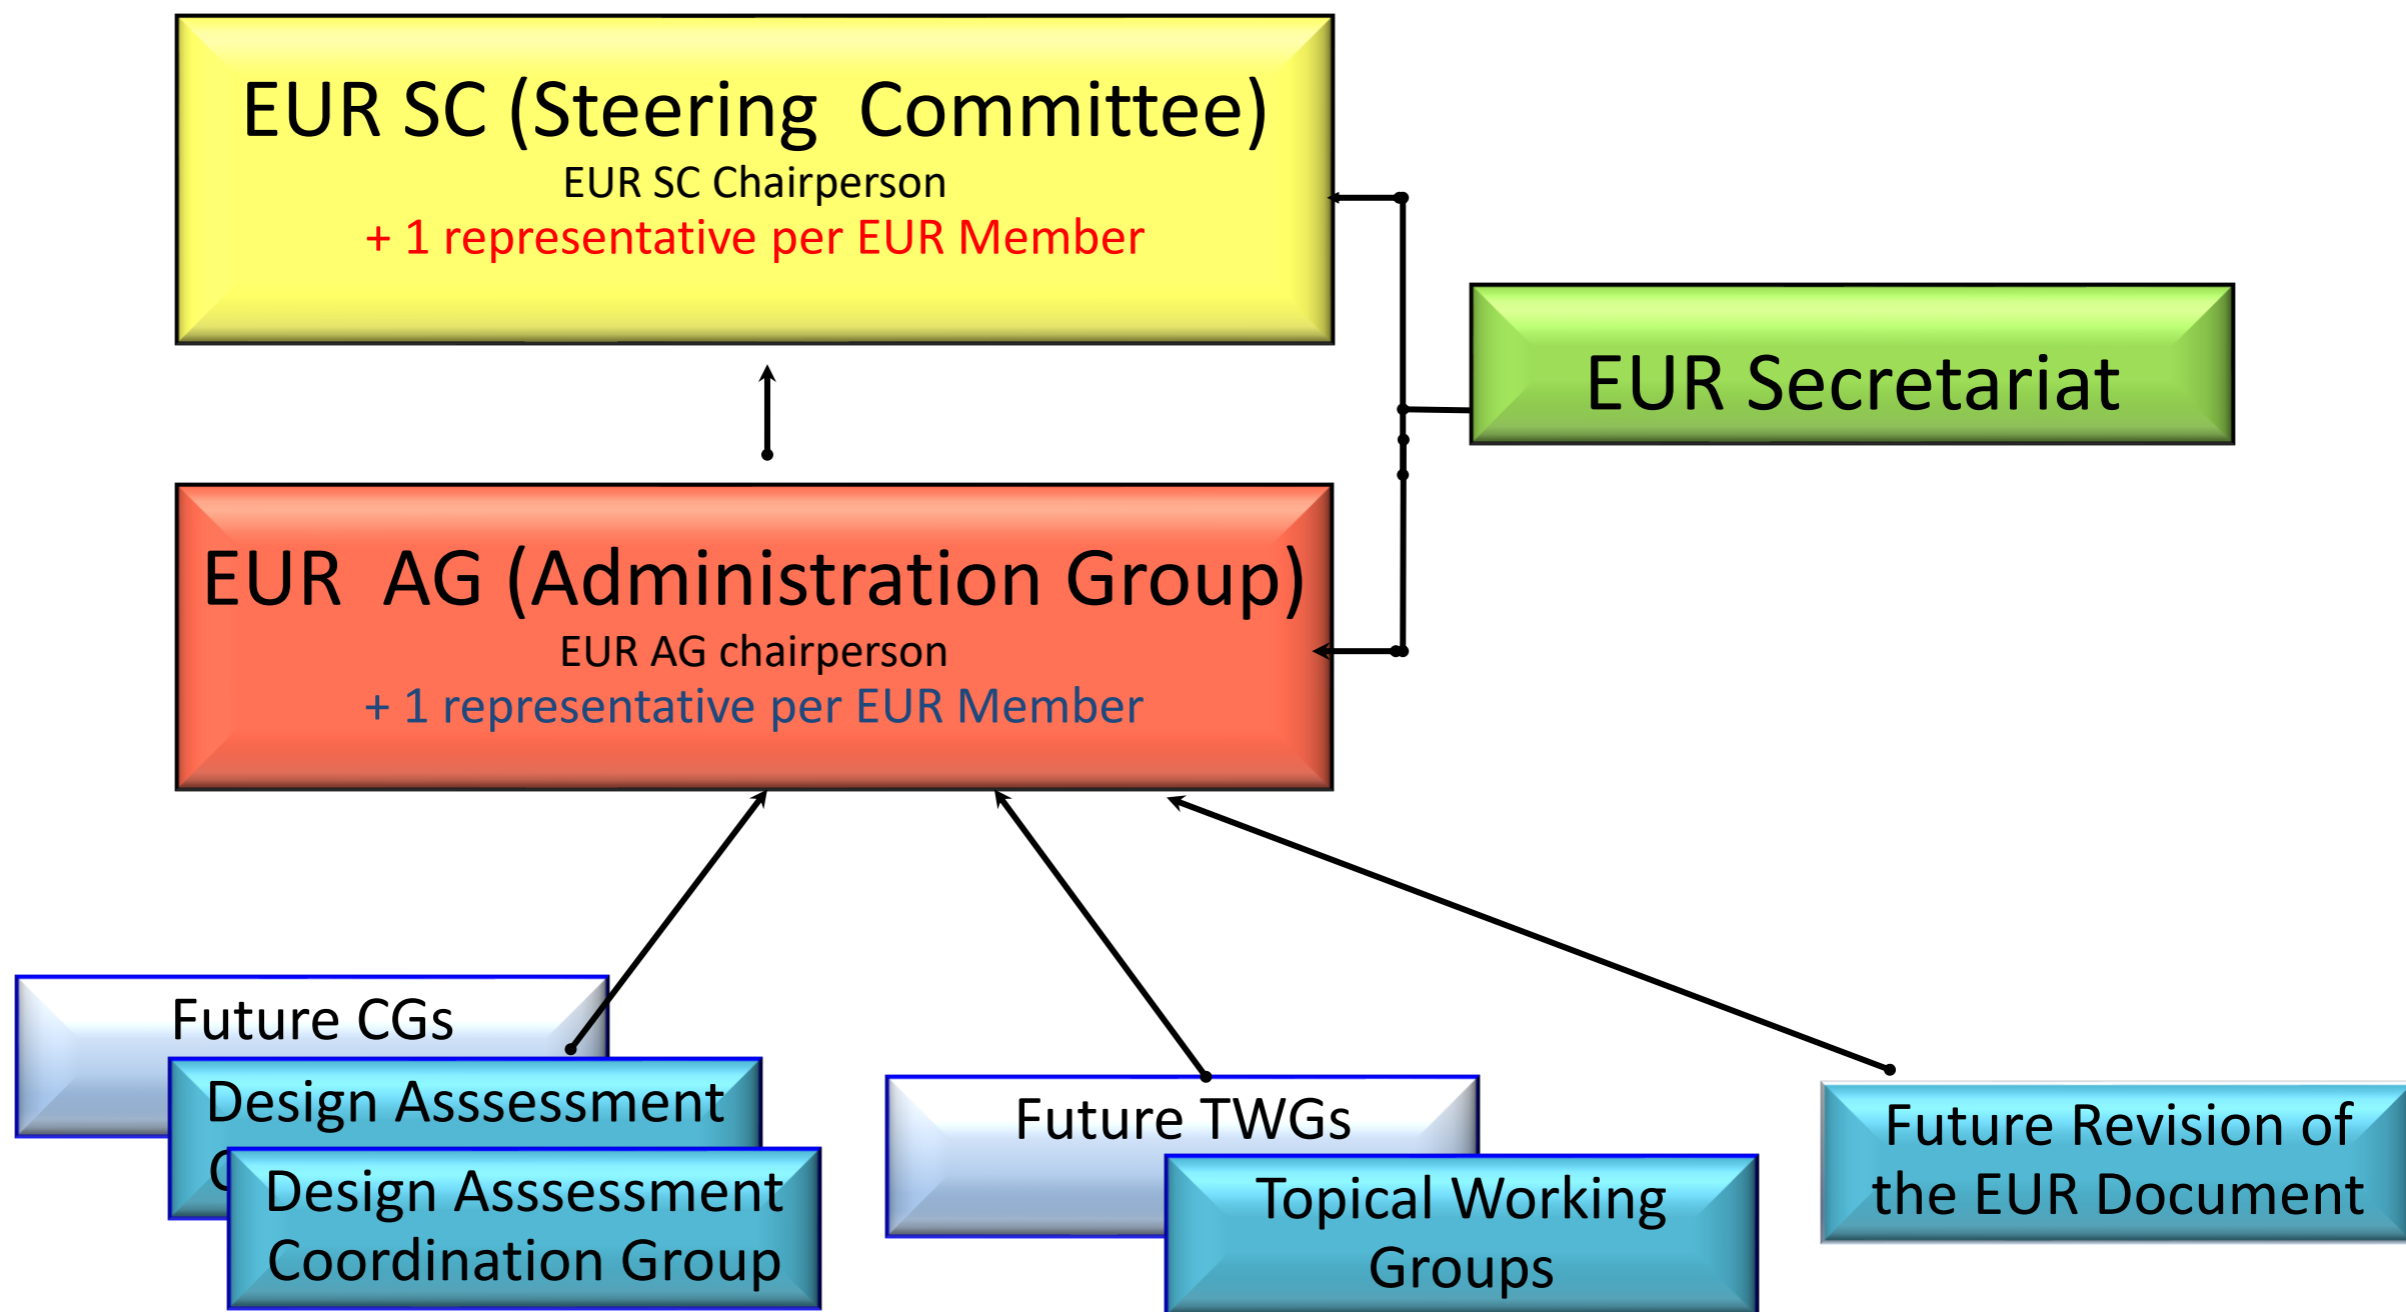 EUR SC (Steering Committee)
EUR SC Chairperson
+ 1 representative per EUR Member
EUR Secretariat
EUR AG (Administration Group)
EUR AG chairperson
+ 1 representative per EUR Member
Future CGs
Design Asssessment
Design Asssessment
Coordination Group
Future TWGs
Topical Working
Groups
Future Revision of
the EUR Document